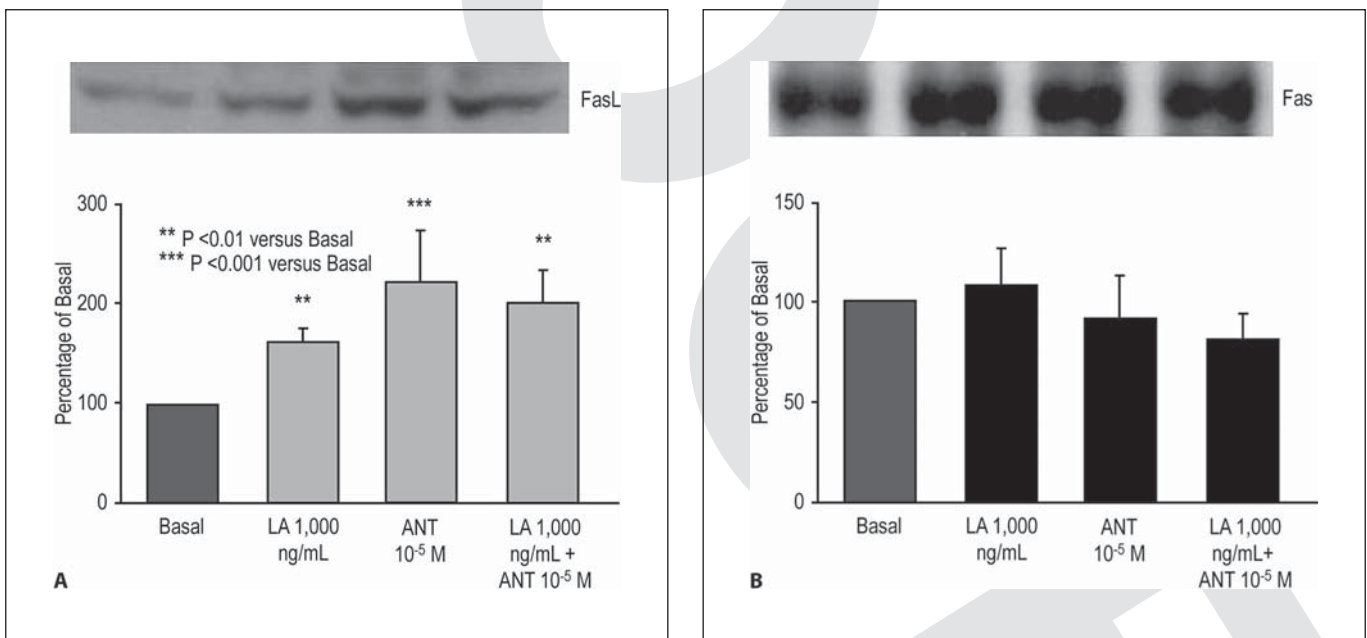 FasL
300
200
100
0
Percentage of Basal
** P <0.01 versus Basal
*** P <0.001 versus Basal
**
***
**
Basal
LA 1,000
ng/mL
ANT
10⁻⁵ M
LA 1,000
ng/mL +
ANT 10⁻⁵ M
A
Fas
150
100
50
0
Percentage of Basal
Basal
LA 1,000
ng/mL
ANT
10⁻⁵ M
LA 1,000
ng/mL+
ANT 10⁻⁵ M
B